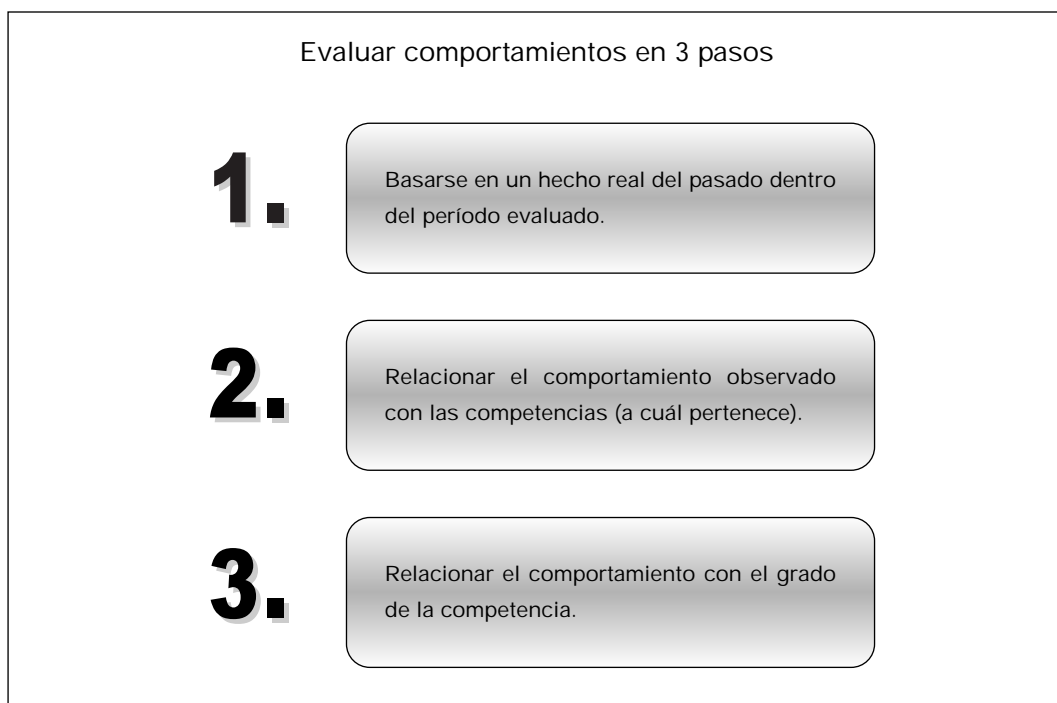 Evaluar comportamientos en 3 pasos
1.
Basarse en un hecho real del pasado dentro
del período evaluado.
2.
Relacionar el comportamiento observado
con las competencias (a cuál pertenece).
3.
Relacionar el comportamiento con el grado
de la competencia.